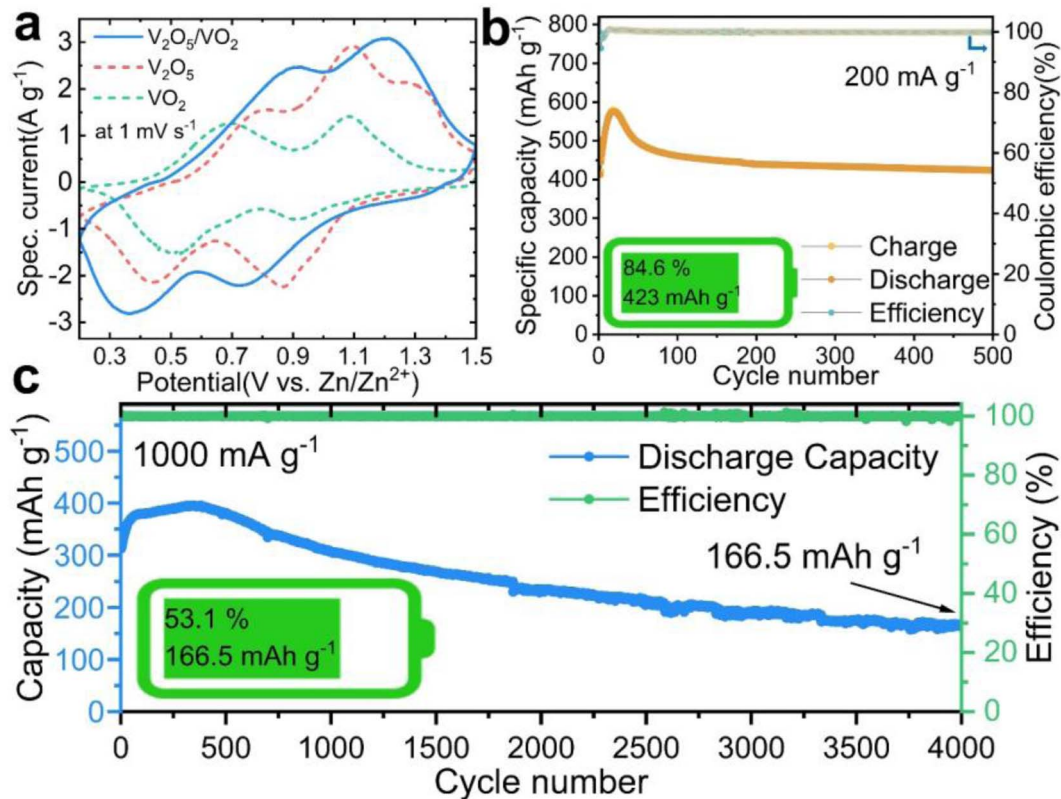 a
V₂O₅/VO₂
V₂O₅
VO₂
at 1 mV s⁻¹
Spec. current(A g⁻¹)
3
2
1
0
-1
-2
-3
0.3 0.5 0.7 0.9 1.1 1.3 1.5
Potential(V vs. Zn/Zn²⁺)
b
200 mA g⁻¹
Specific capacity (mAh g⁻¹)
800
700
600
500
400
300
200
100
0
Coulombic efficiency(%)
100
80
60
40
20
0
Charge
Discharge
Efficiency
84.6 %
423 mAh g⁻¹
0 100 200 300 400 500
Cycle number
c
1000 mA g⁻¹
Discharge Capacity
Efficiency
166.5 mAh g⁻¹
53.1 %
166.5 mAh g⁻¹
Capacity (mAh g⁻¹)
500
400
300
200
100
0
Efficiency (%)
100
80
60
40
20
0
0 500 1000 1500 2000 2500 3000 3500 4000
Cycle number